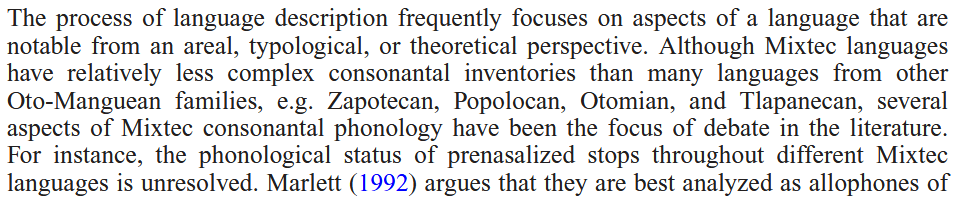 The process of language description frequently focuses on aspects of a language that are
notable from an areal, typological, or theoretical perspective. Although Mixtec languages
have relatively less complex consonantal inventories than many languages from other
Oto-Manguean families, e.g. Zapotecan, Popolocan, Otomian, and Tlapanecan, several
aspects of Mixtec consonantal phonology have been the focus of debate in the literature.
For instance, the phonological status of prenasalized stops throughout different Mixtec
languages is unresolved. Marlett (1992) argues that they are best analyzed as allophones of